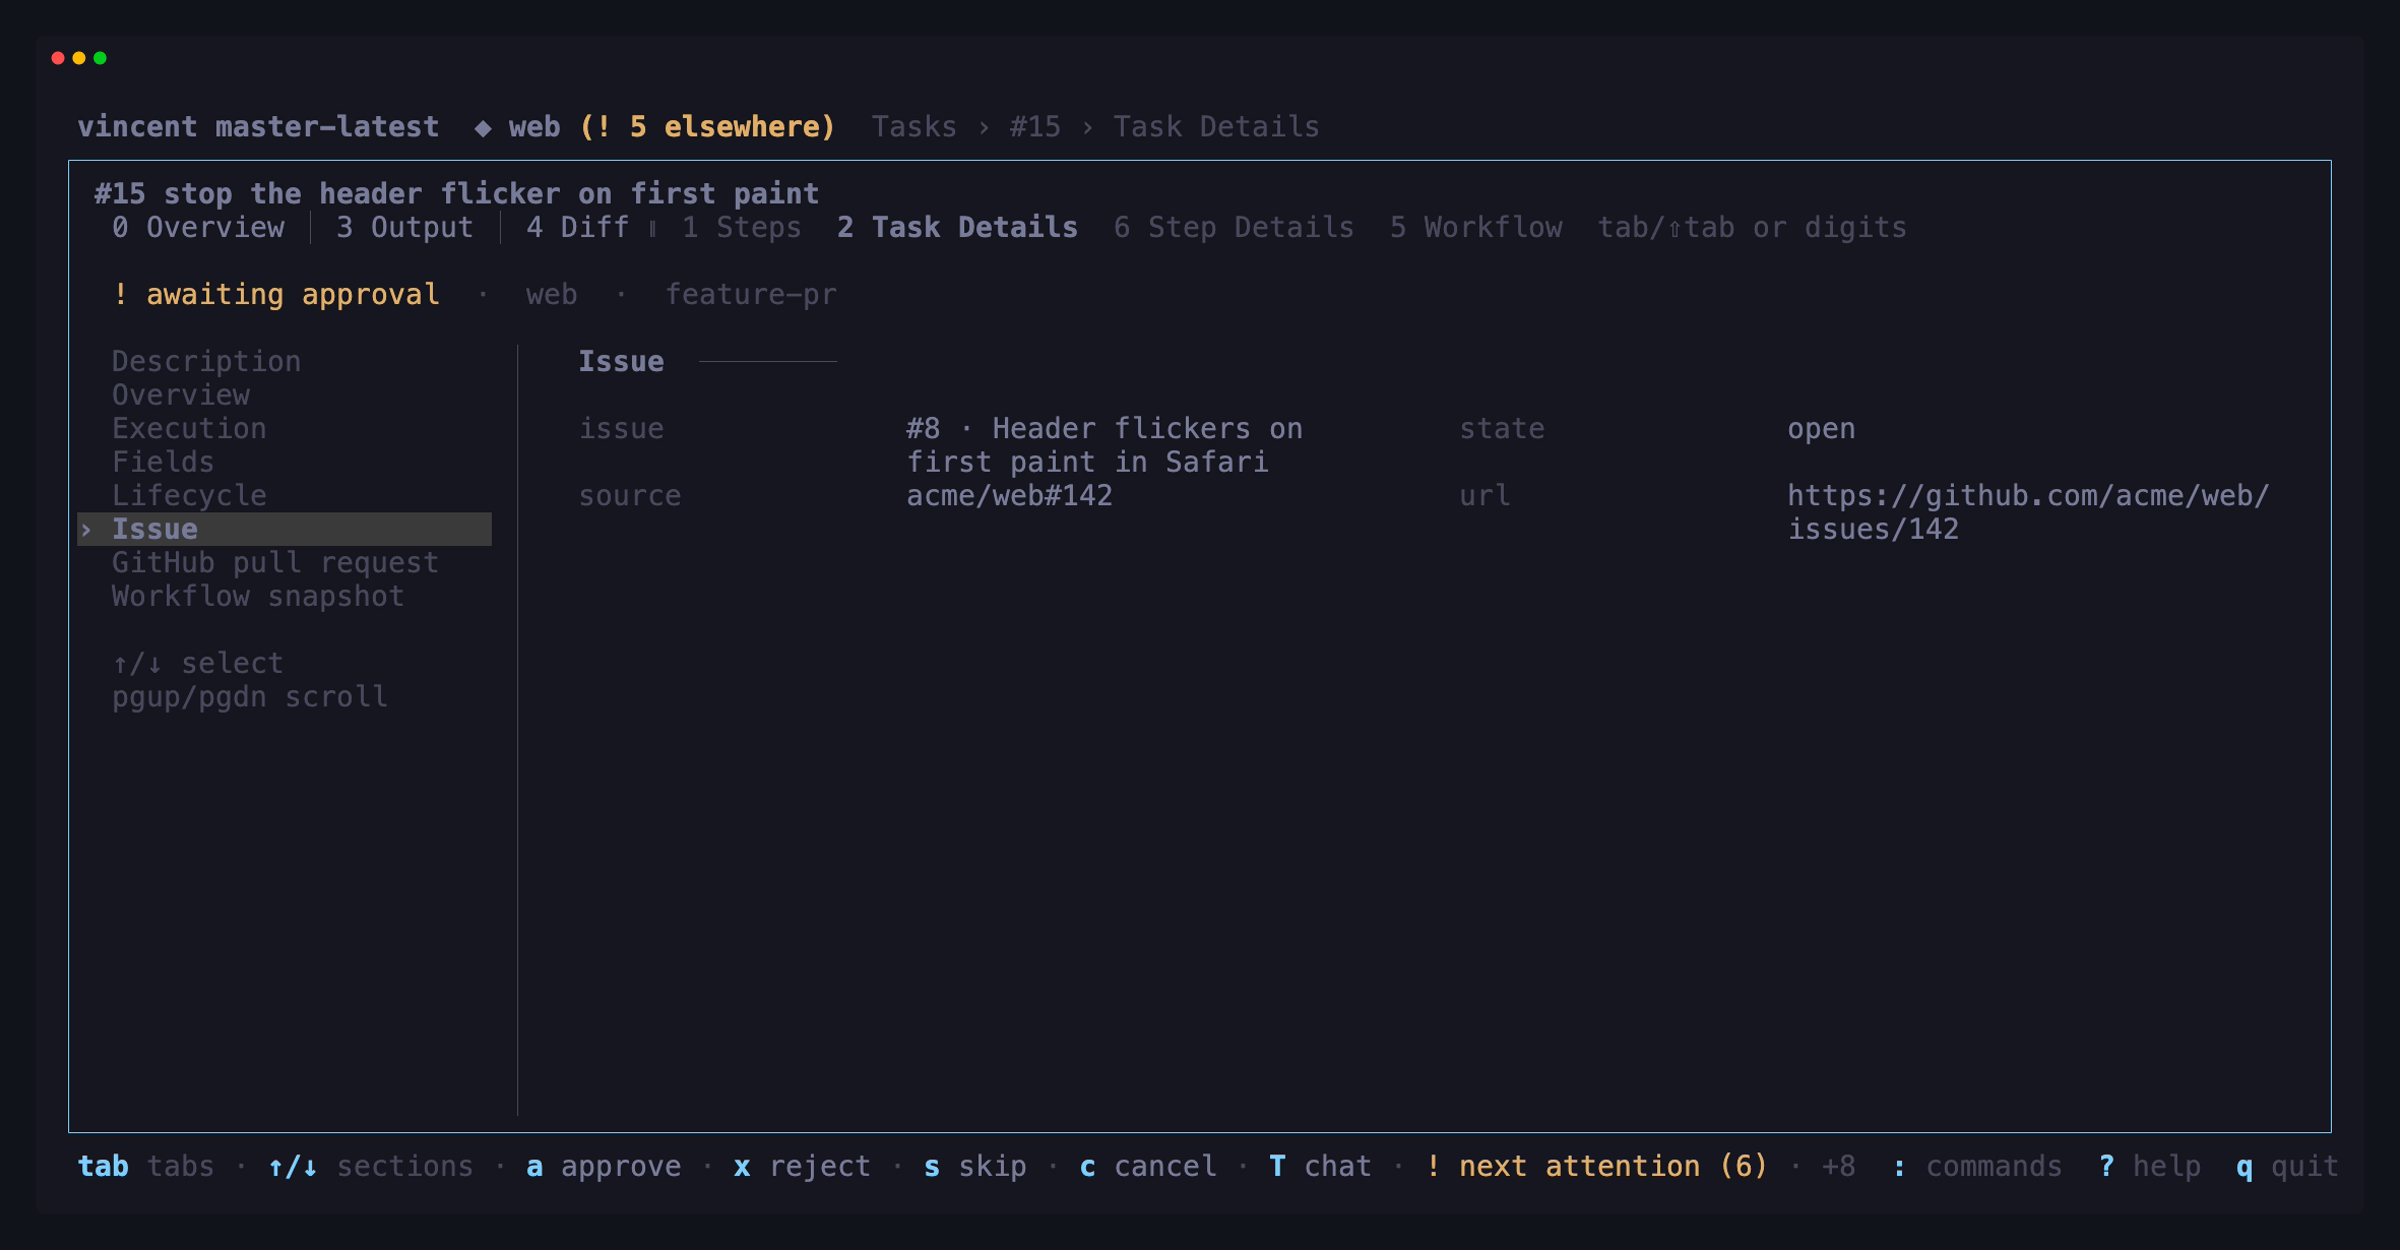 vincent master-latest ◆ web (! 5 elsewhere) Tasks › #15 › Task Details
#15 stop the header flicker on first paint
0 Overview │ 3 Output │ 4 Diff ‖ 1 Steps 2 Task Details 6 Step Details 5 Workflow tab/⇧tab or digits
! awaiting approval · web · feature-pr
Description
Overview
Execution
Fields
Lifecycle
› Issue
GitHub pull request
Workflow snapshot
↑/↓ select
pgup/pgdn scroll
Issue
issue #8 · Header flickers on state open
first paint in Safari
source acme/web#142 url https://github.com/acme/web/
issues/142
tab tabs · ↑/↓ sections · a approve · x reject · s skip · c cancel · T chat · ! next attention (6) · +8 : commands ? help q quit